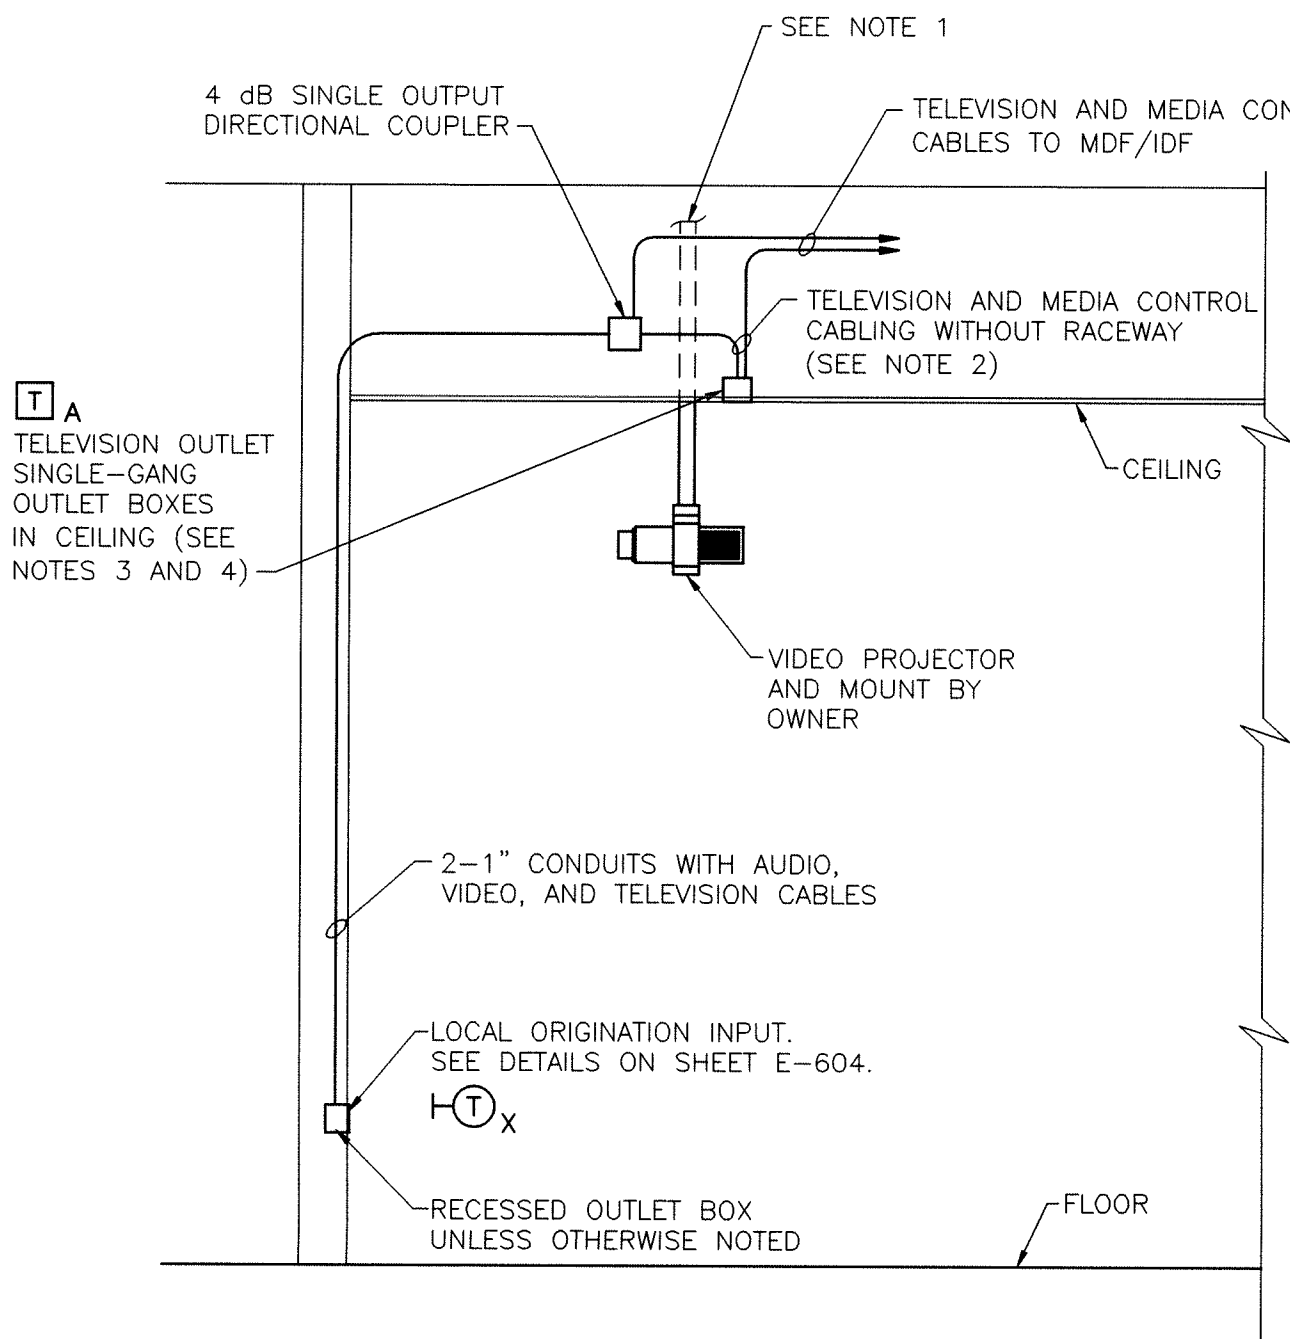 SEE NOTE 1
4 dB SINGLE OUTPUT
DIRECTIONAL COUPLER
TELEVISION AND MEDIA
CABLES TO MDF/IDF
TELEVISION AND MEDIA CONTROL
CABLING WITHOUT RACEWAY
(SEE NOTE 2)
T A
TELEVISION OUTLET
SINGLE-GANG
OUTLET BOXES
IN CEILING (SEE
NOTES 3 AND 4)
CEILING
VIDEO PROJECTOR
AND MOUNT BY
OWNER
2-1" CONDUITS WITH AUDIO,
VIDEO, AND TELEVISION CABLES
LOCAL ORIGINATION INPUT.
SEE DETAILS ON SHEET E-604.
T X
RECESSED OUTLET BOX
UNLESS OTHERWISE NOTED
FLOOR